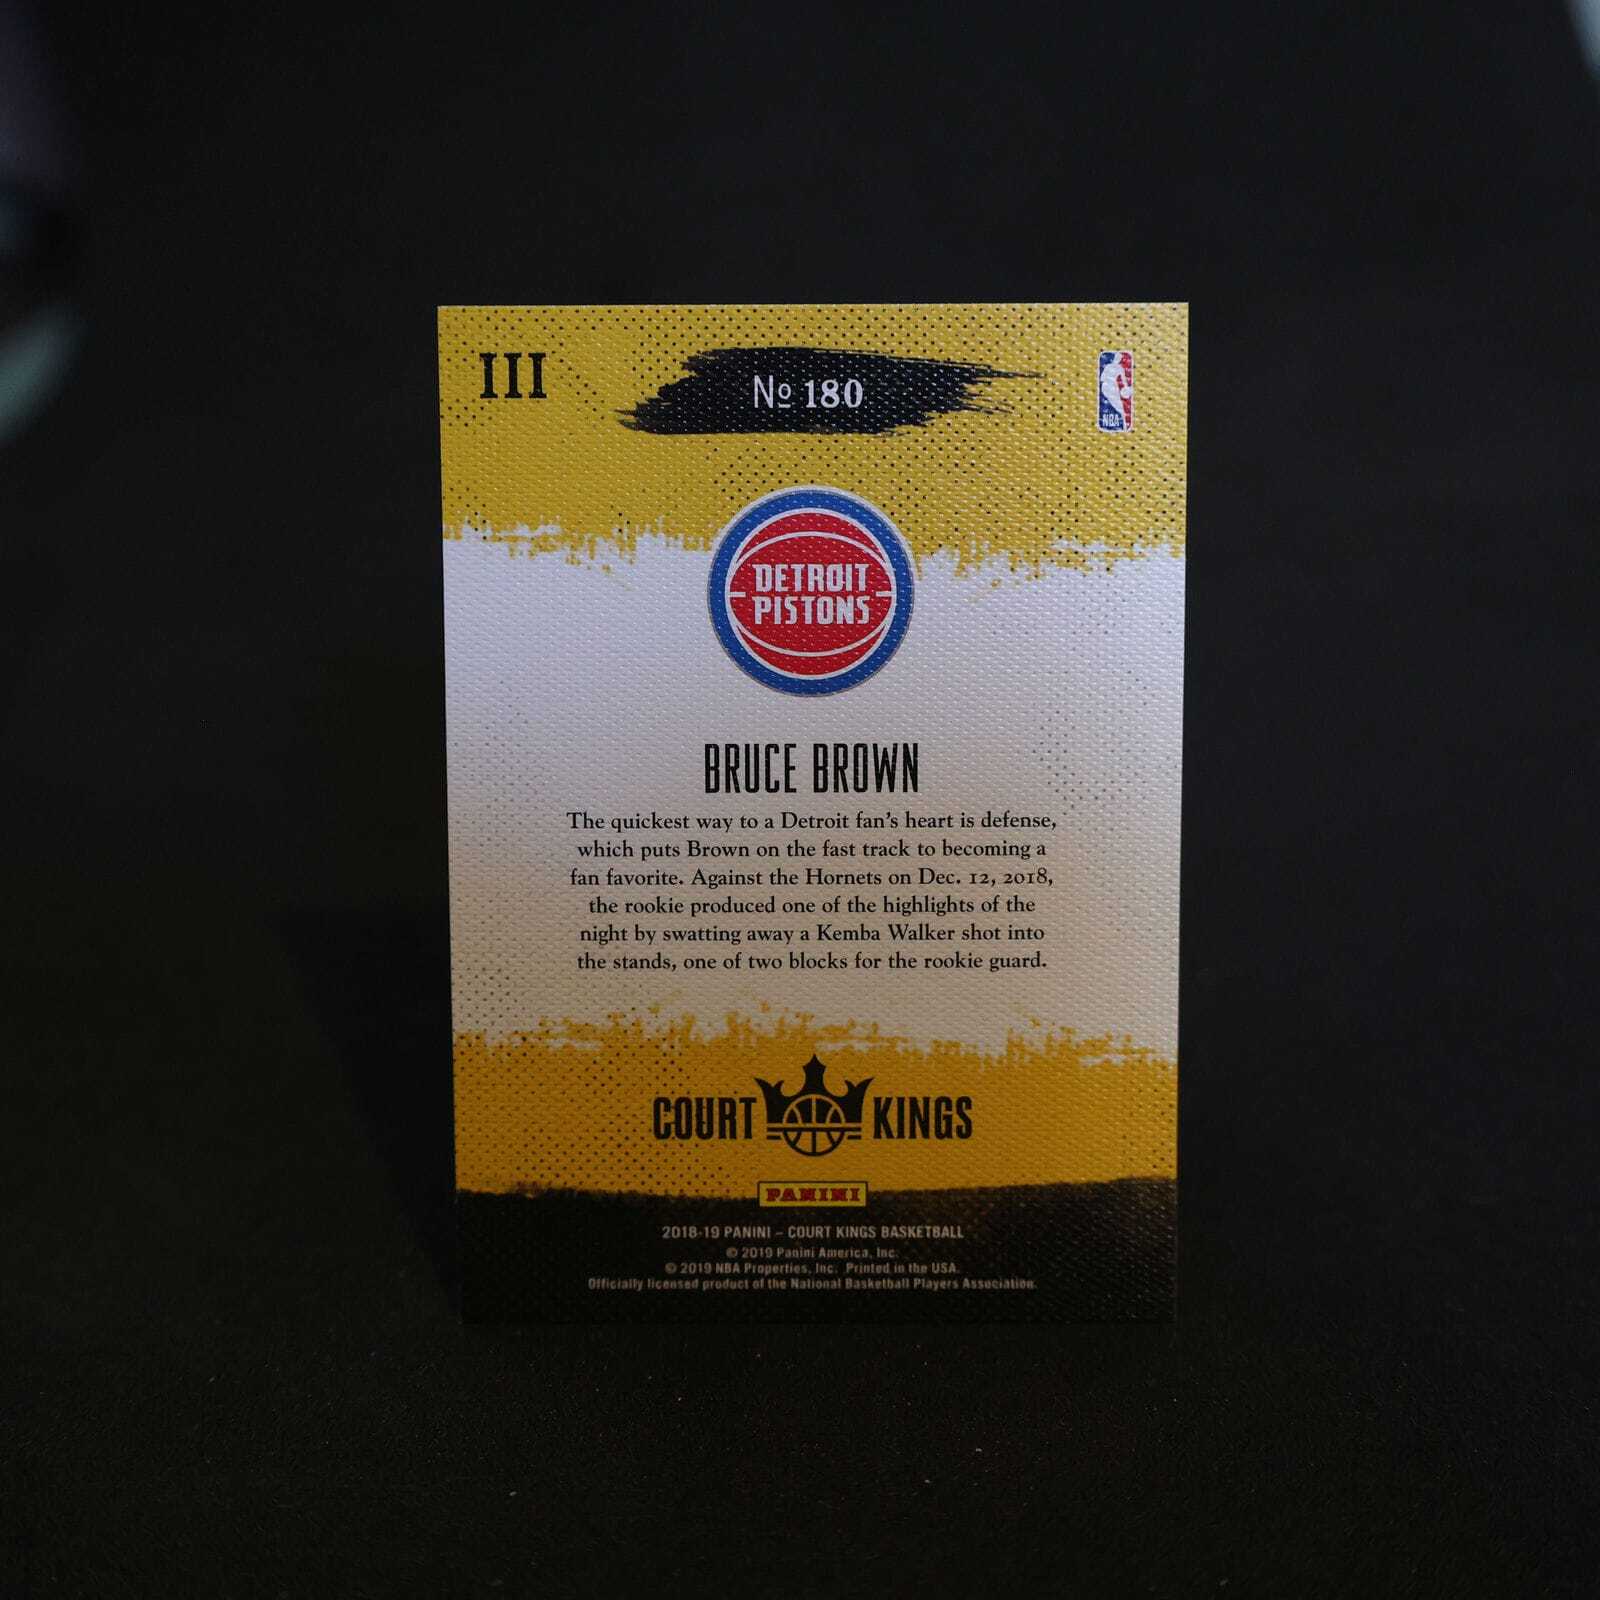 III
№ 180
NBA
DETROIT
PISTONS
BRUCE BROWN
The quickest way to a Detroit fan's heart is defense,
which puts Brown on the fast track to becoming a
fan favorite. Against the Hornets on Dec. 12, 2018,
the rookie produced one of the highlights of the
night by swatting away a Kemba Walker shot into
the stands, one of two blocks for the rookie guard.
COURT KINGS
PANINI
2018-19 PANINI – COURT KINGS BASKETBALL
© 2019 Panini America, Inc.
© 2019 NBA Properties, Inc. Printed in the USA.
Officially licensed product of the National Basketball Players Association.